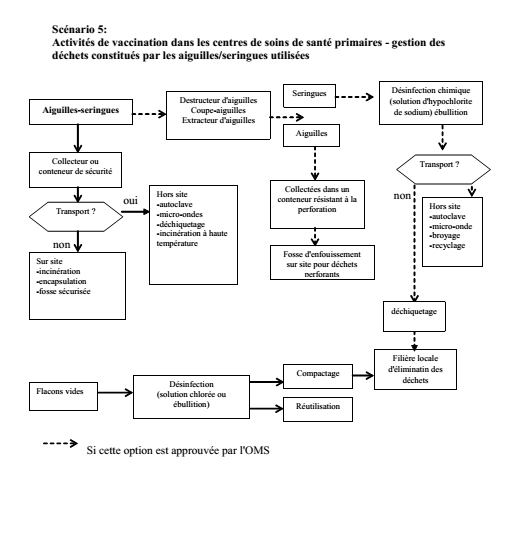 Scénario 5:
Activités de vaccination dans les centres de soins de santé primaires - gestion des
déchets constitués par les aiguilles/seringues utilisées
Aiguilles-seringues
Destructeur d'aiguilles
Coupe-aiguilles
Extracteur d'aiguilles
Seringues
Aiguilles
Désinfection chimique
(solution d'hypochlorite
de sodium) ébullition
Collecteur ou
conteneur de sécurité
Transport ?
oui
non
Hors site
-autoclave
-micro-ondes
-déchiquetage
-incinération à haute
température
Sur site
-incinération
-encapsulation
-fosse sécurisée
Collectées dans un
conteneur résistant à la
perforation
Fosse d'enfouissement
sur site pour déchets
perforants
Transport ?
non
Hors site
-autoclave
-micro-onde
-broyage
-recyclage
déchiquetage
Filière locale
d'éliminatin des
déchets
Flacons vides
Désinfection
(solution chlorée ou
ébullition)
Compactage
Réutilisation
Si cette option est approuvée par l'OMS